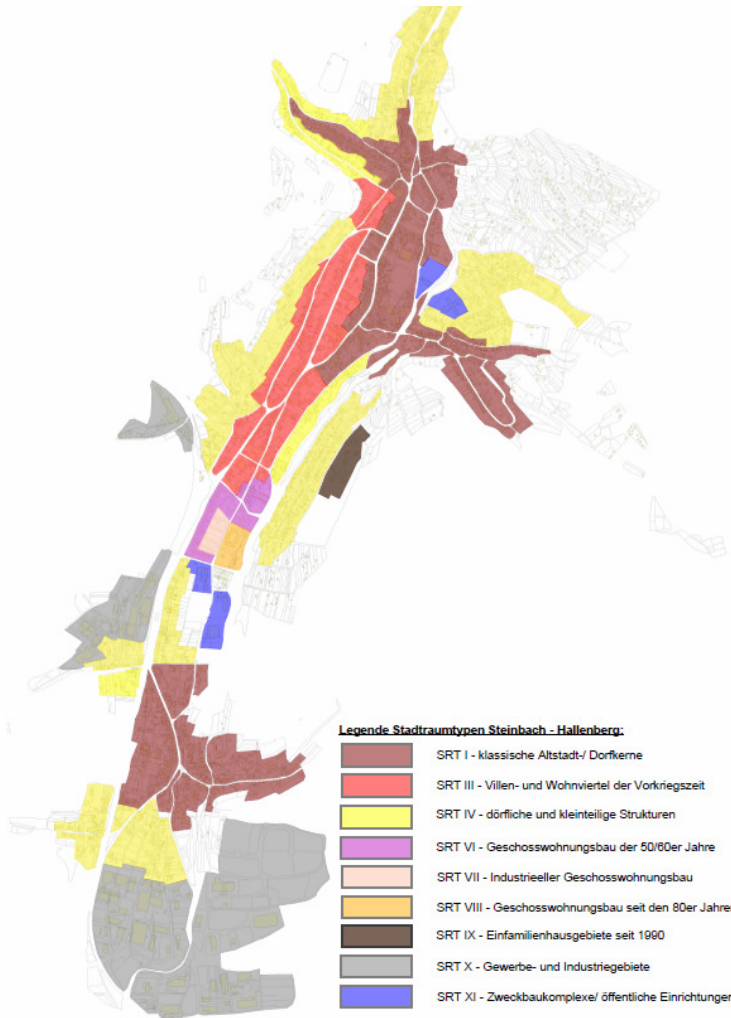 Legende Stadtraumtypen Steinbach - Hallenberg:
SRT I - klassische Altstadt-/ Dorfkerne
SRT III - Villen- und Wohnviertel der Vorkriegszeit
SRT IV - dörfliche und kleinteilige Strukturen
SRT VI - Geschosswohnungsbau der 50/60er Jahre
SRT VII - Industrieeller Geschosswohnungsbau
SRT VIII - Geschosswohnungsbau seit den 80er Jahren
SRT IX - Einfamilienhausgebiete seit 1990
SRT X - Gewerbe- und Industriegebiete
SRT XI - Zweckbaukomplexe/ öffentliche Einrichtungen